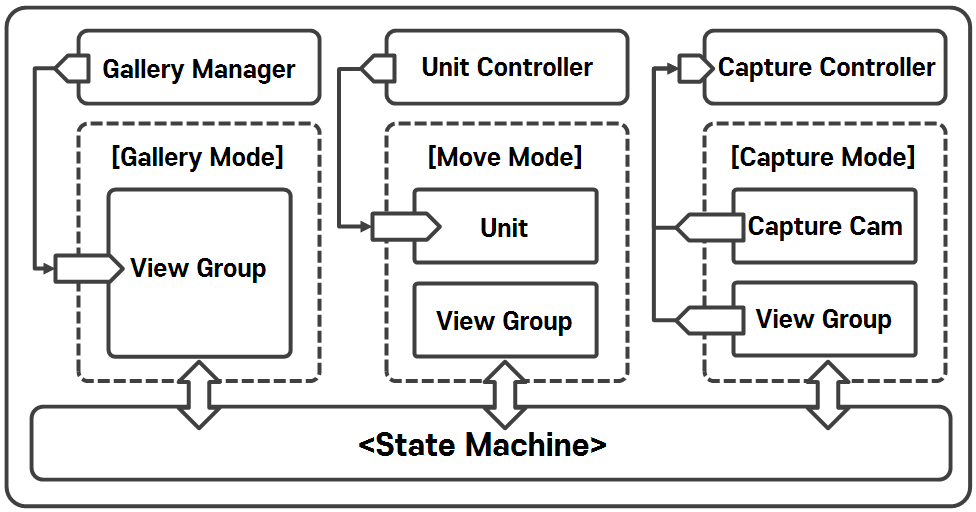 Gallery Manager
Unit Controller
Capture Controller
[Gallery Mode]
[Move Mode]
[Capture Mode]
View Group
Unit
View Group
Capture Cam
View Group
<State Machine>